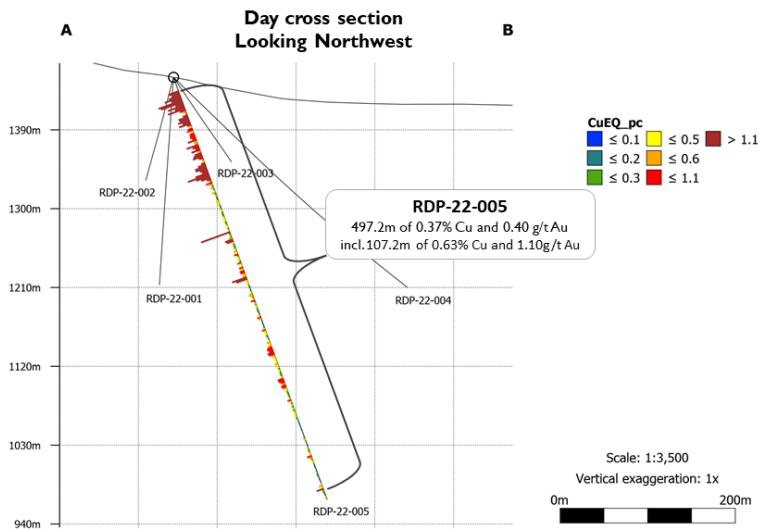 Day cross section
Looking Northwest
A
B
1390m
1300m
1210m
1120m
1030m
940m
RDP-22-002
RDP-22-003
RDP-22-001
RDP-22-004
RDP-22-005
497.2m of 0.37% Cu and 0.40 g/t Au
incl.107.2m of 0.63% Cu and 1.10g/t Au
RDP-22-005
CuEQ_pc
≤ 0.1 ≤ 0.5 > 1.1
≤ 0.2 ≤ 0.6
≤ 0.3 ≤ 1.1
Scale: 1:3,500
Vertical exaggeration: 1x
0m 200m